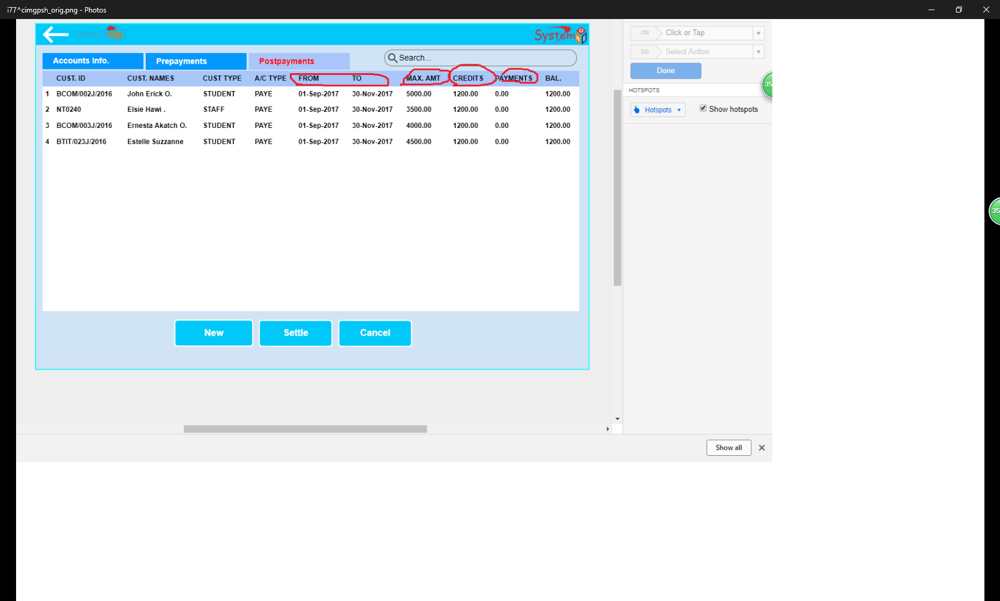 i77^cimgpsh_orig.png - Photos
CampusPOS
SystemONE
ON Click or Tap
DO Select Action
Done
HOTSPOTS
Hotspots Show hotspots
35
35
Accounts Info. Prepayments Postpayments Search...
CUST. ID CUST. NAMES CUST TYPE A/C TYPE FROM TO MAX. AMT CREDITS PAYMENTS BAL.
1 BCOM/002J/2016 John Erick O. STUDENT PAYE 01-Sep-2017 30-Nov-2017 5000.00 1200.00 0.00 1200.00
2 NT0240 Elsie Hawi . STAFF PAYE 01-Sep-2017 30-Nov-2017 3500.00 1200.00 0.00 1200.00
3 BCOM/003J/2016 Ernesta Akatch O. STUDENT PAYE 01-Sep-2017 30-Nov-2017 4000.00 1200.00 0.00 1200.00
4 BTIT/023J/2016 Estelle Suzzanne STUDENT PAYE 01-Sep-2017 30-Nov-2017 4500.00 1200.00 0.00 1200.00
New Settle Cancel
Show all